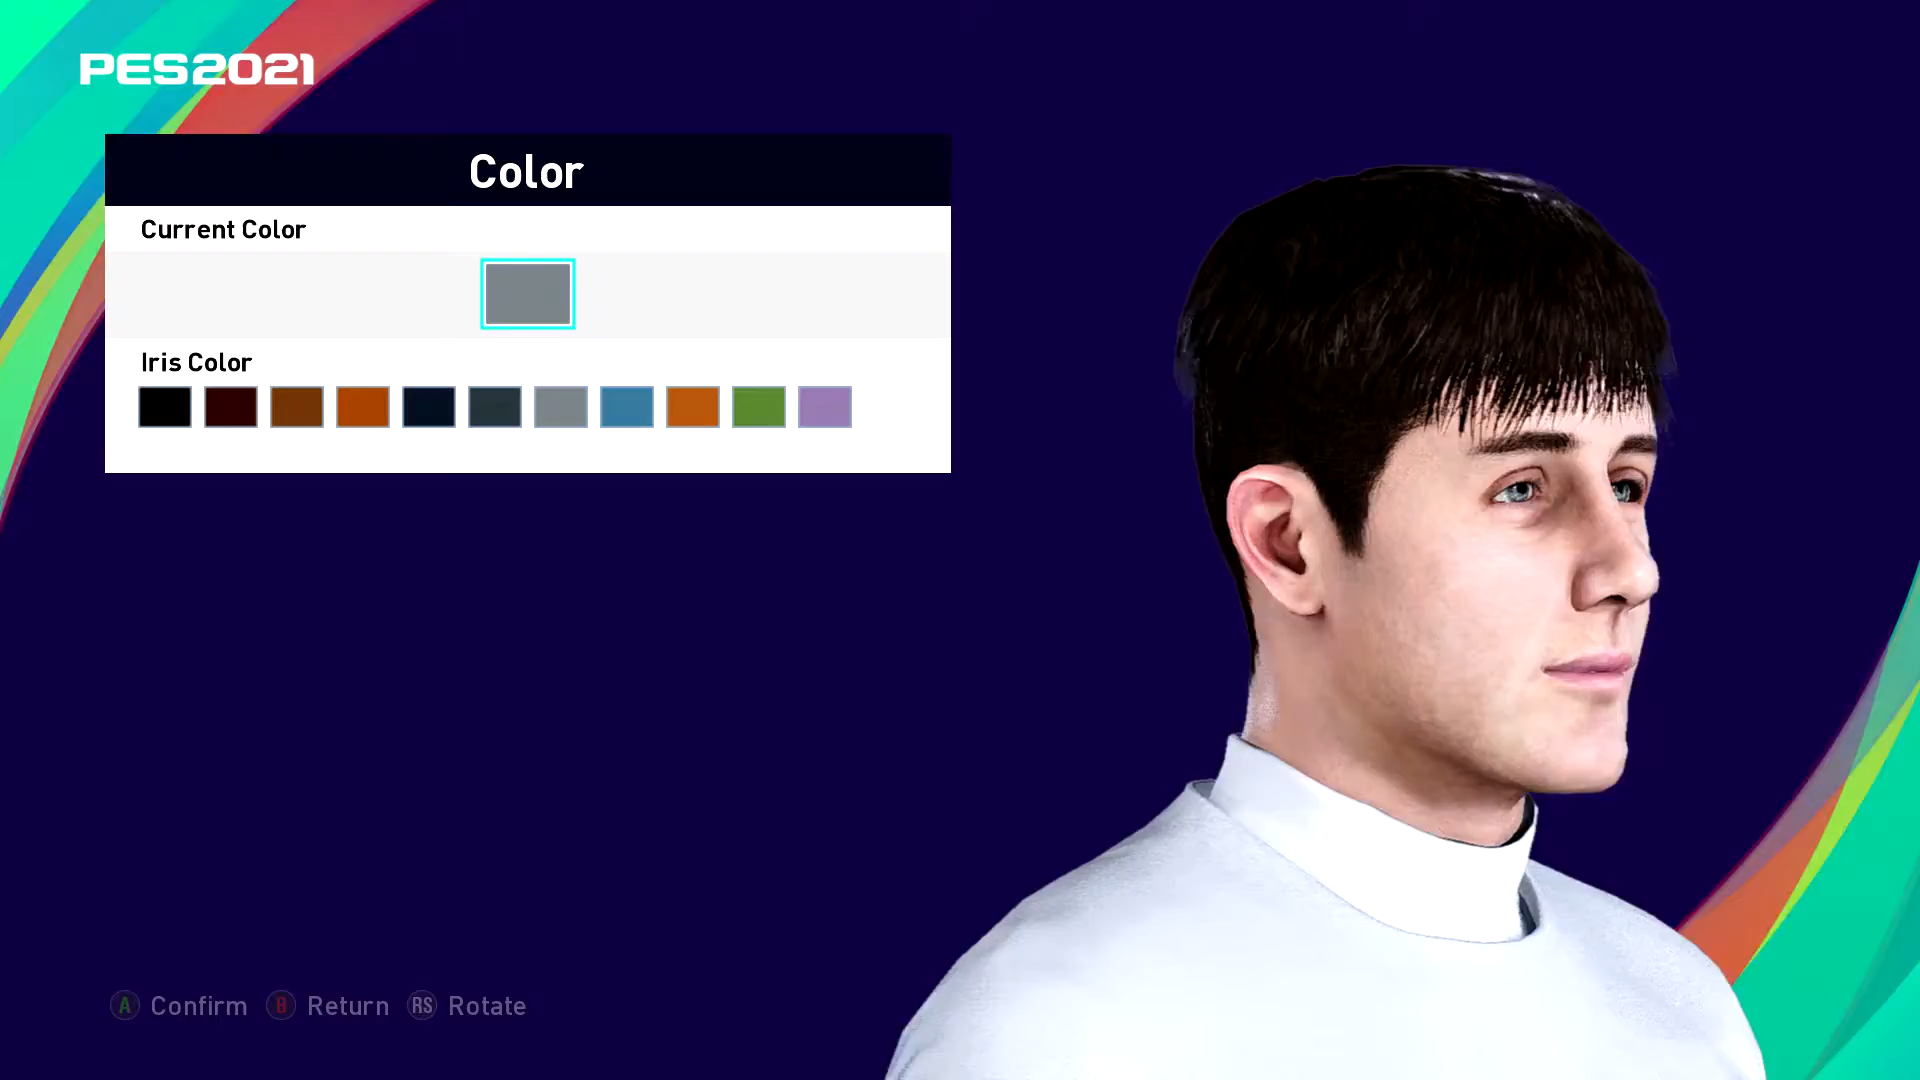 PES2021
Color
Current Color
Iris Color
A Confirm B Return RS Rotate